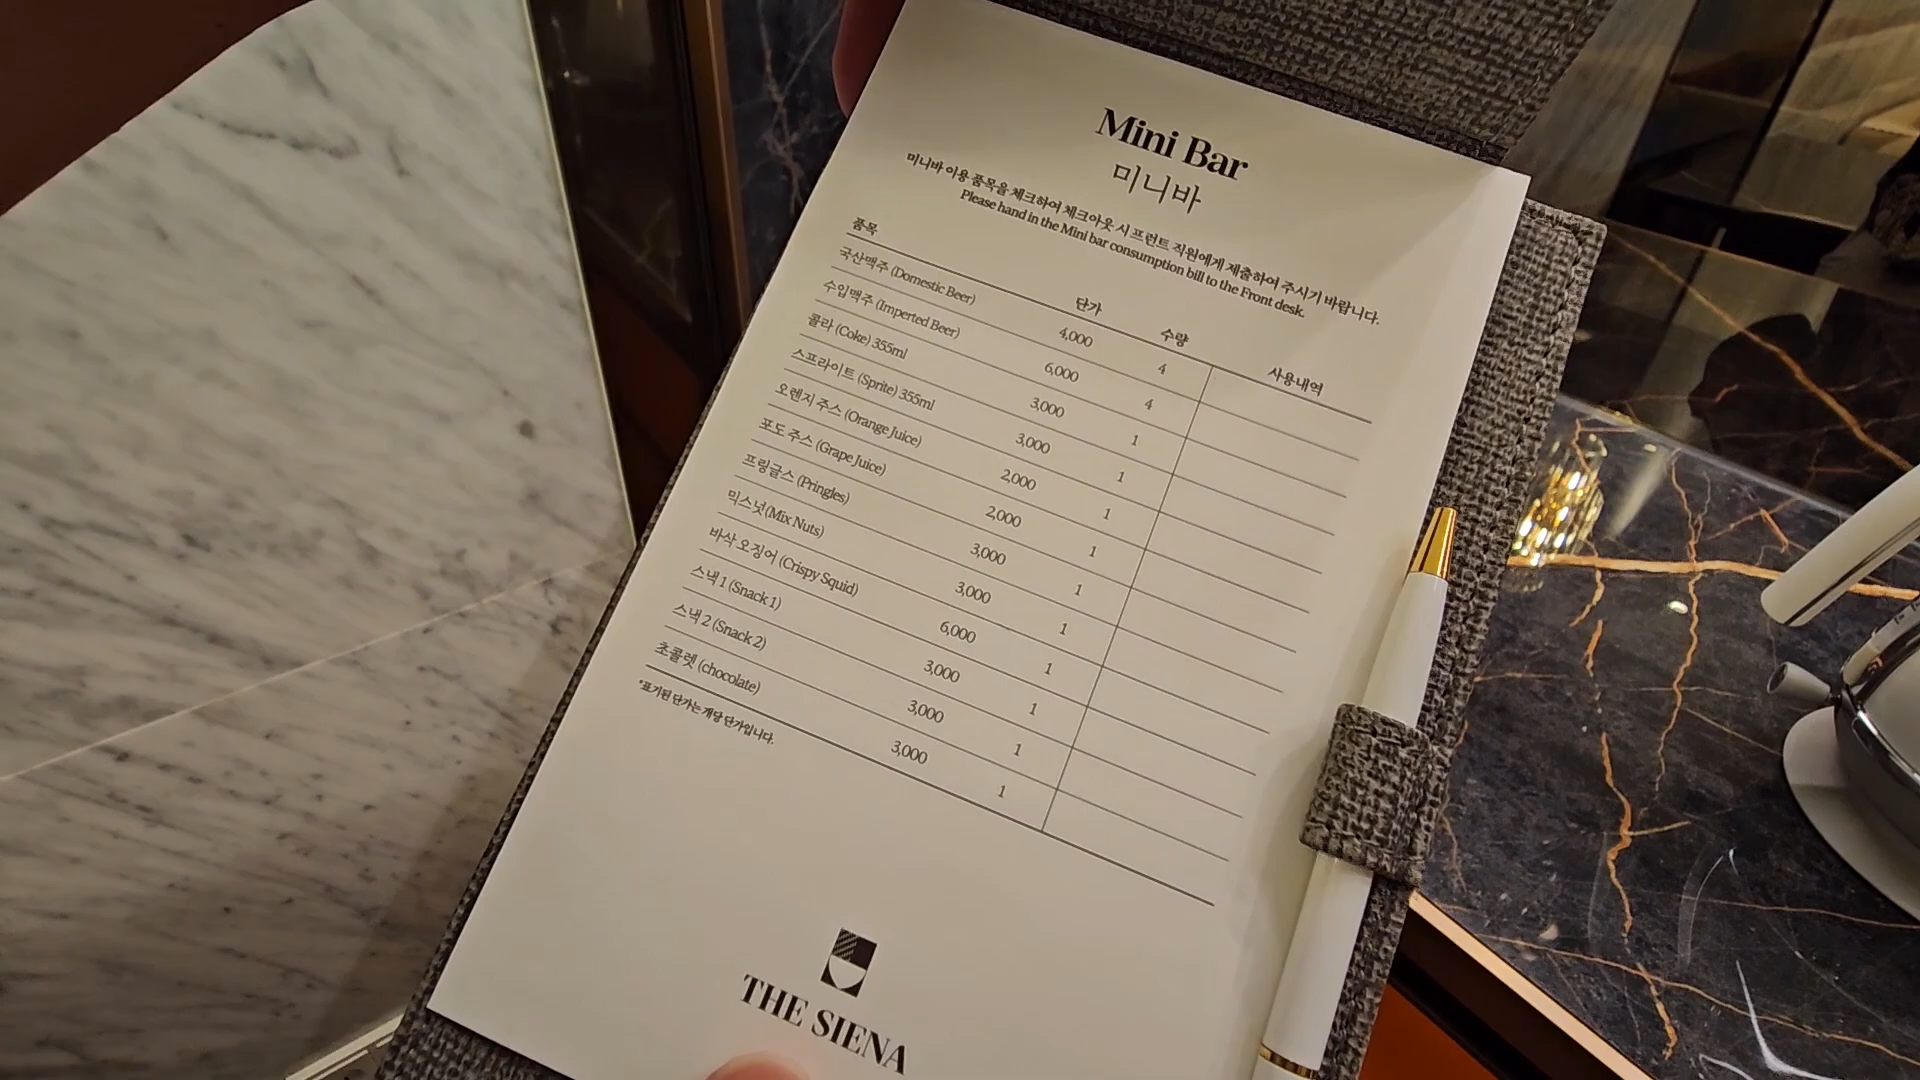 Mini Bar
미니바
미니바 이용 품목을 체크하여 체크아웃 시 프런트 직원에게 제출하여 주시기 바랍니다.
Please hand in the Mini bar consumption bill to the Front desk.
품목 단가 수량 사용내역
국산맥주 (Domestic Beer) 4,000 4
수입맥주 (Imperted Beer) 6,000 4
콜라 (Coke) 355ml 3,000 1
스프라이트 (Sprite) 355ml 3,000 1
오렌지 주스 (Orange Juice) 2,000 1
포도 주스 (Grape Juice) 2,000 1
프링글스 (Pringles) 3,000 1
믹스넛(Mix Nuts) 3,000 1
바삭 오징어 (Crispy Squid) 6,000 1
스낵 1 (Snack 1) 3,000 1
스낵 2 (Snack 2) 3,000 1
초콜렛 (chocolate) 3,000 1
*표기된 단가는 개당 단가입니다.
THE SIENA